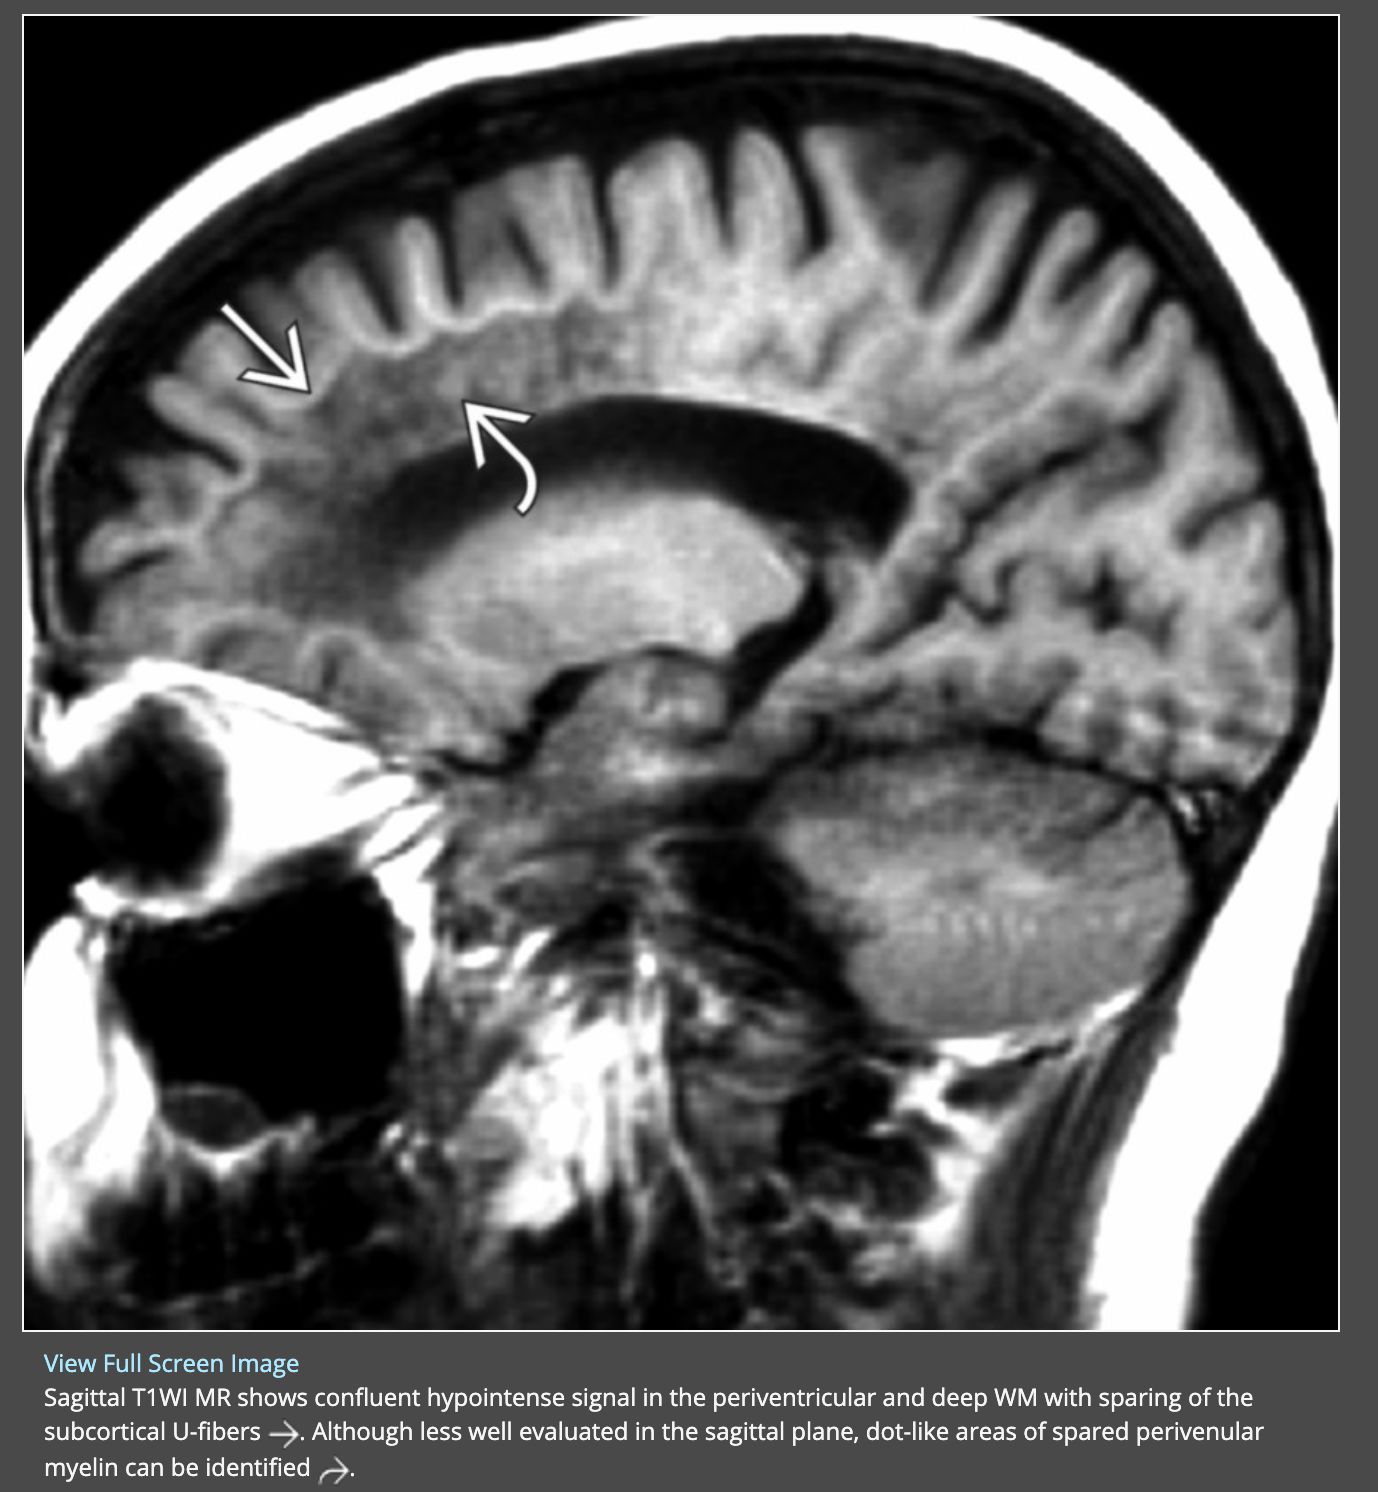 View Full Screen Image
Sagittal T1WI MR shows confluent hypointense signal in the periventricular and deep WM with sparing of the
subcortical U-fibers →. Although less well evaluated in the sagittal plane, dot-like areas of spared perivenular
myelin can be identified ↷.